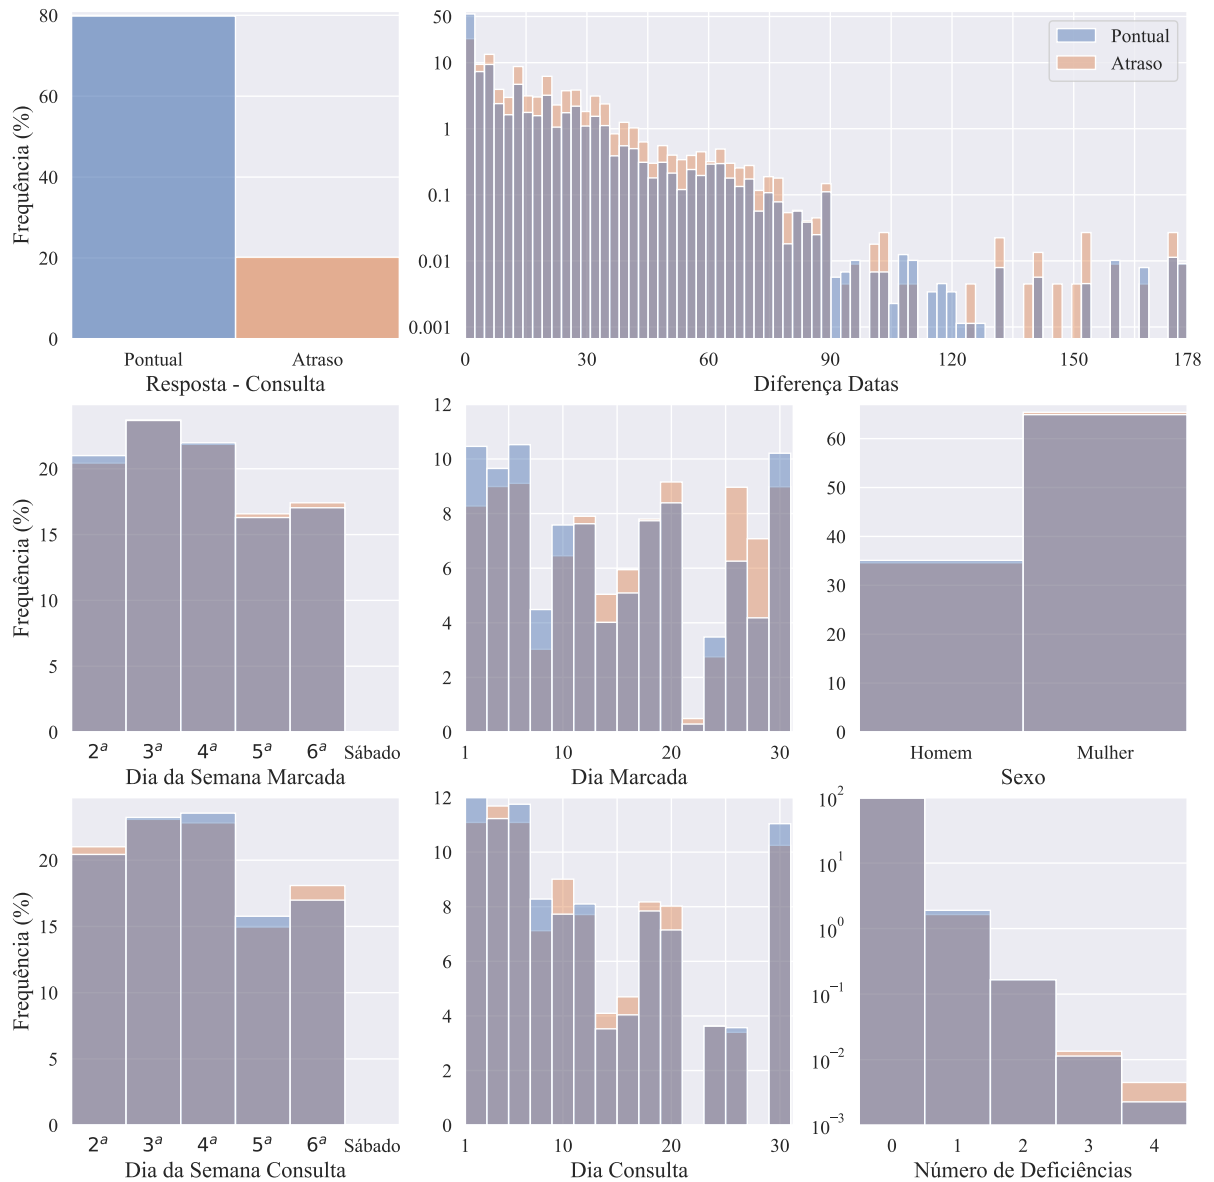 80
60
40
20
0
Frequência (%)
Pontual Atraso
Resposta - Consulta
50
10
1
0.1
0.01
0.001
Pontual
Atraso
0 30 60 90 120 150 178
Diferença Datas
20
15
10
5
0
Frequência (%)
2ª 3ª 4ª 5ª 6ª Sábado
Dia da Semana Marcada
12
10
8
6
4
2
0
1 10 20 30
Dia Marcada
60
50
40
30
20
10
0
Homem Mulher
Sexo
20
15
10
5
0
Frequência (%)
2ª 3ª 4ª 5ª 6ª Sábado
Dia da Semana Consulta
12
10
8
6
4
2
0
1 10 20 30
Dia Consulta
10²
10¹
10⁰
10⁻¹
10⁻²
10⁻³
0 1 2 3 4
Número de Deficiências